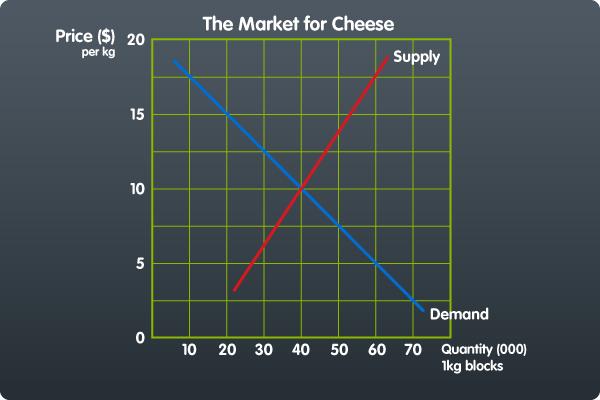 The Market for Cheese
Price ($)
per kg
20
15
10
5
0
Supply
Demand
10 20 30 40 50 60 70
Quantity (000)
1kg blocks